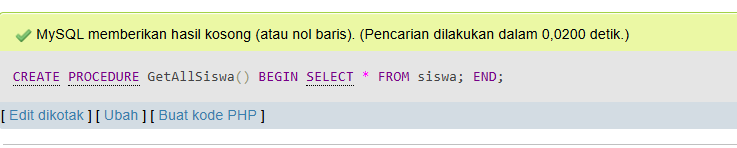 MySQL memberikan hasil kosong (atau nol baris). (Pencarian dilakukan dalam 0,0200 detik.)
CREATE PROCEDURE GetAllSiswa() BEGIN SELECT * FROM siswa; END;
[ Edit dikotak ] [ Ubah ] [ Buat kode PHP ]